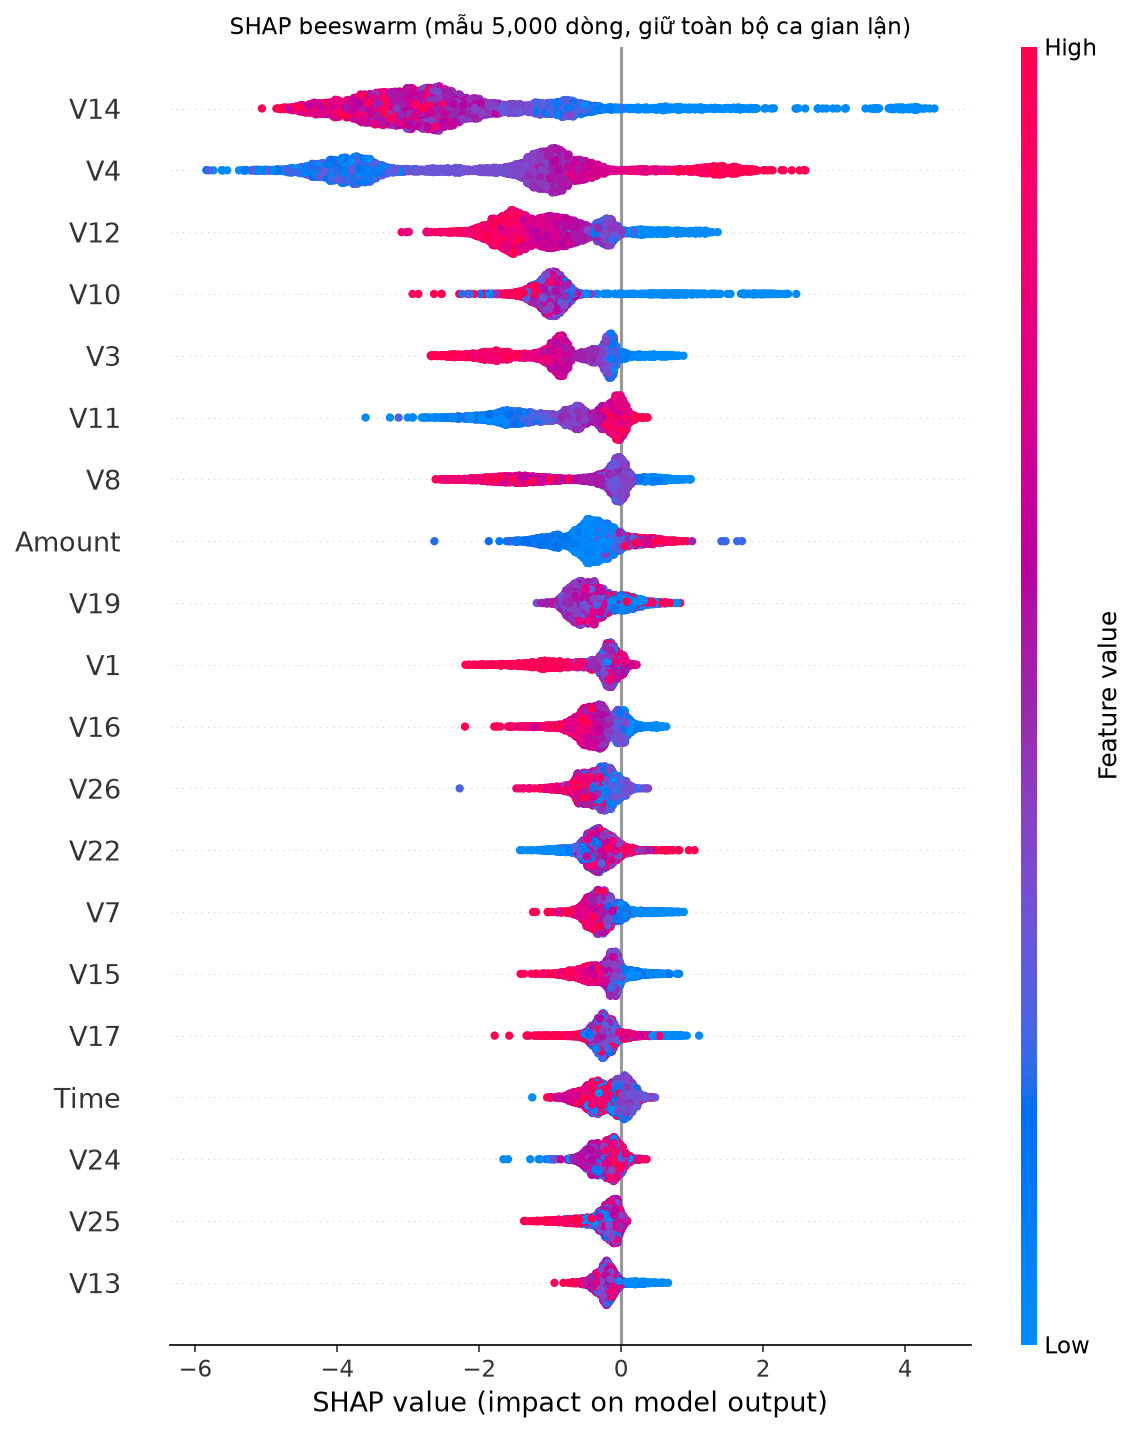 SHAP beeswarm (mẫu 5,000 dòng, giữ toàn bộ ca gian lận)
High
V14
V4
V12
V10
V3
V11
V8
Amount
V19
V1
V16
V26
V22
V7
V15
V17
Time
V24
V25
V13
Feature value
Low
−6 −4 −2 0 2 4
SHAP value (impact on model output)